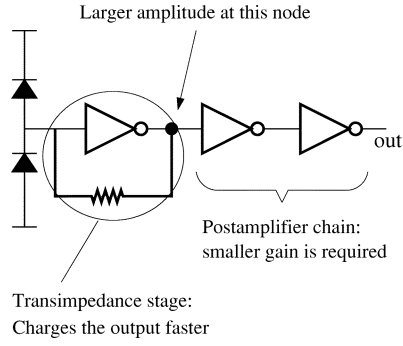 Larger amplitude at this node
out
Postamplifier chain:
smaller gain is required
Transimpedance stage:
Charges the output faster